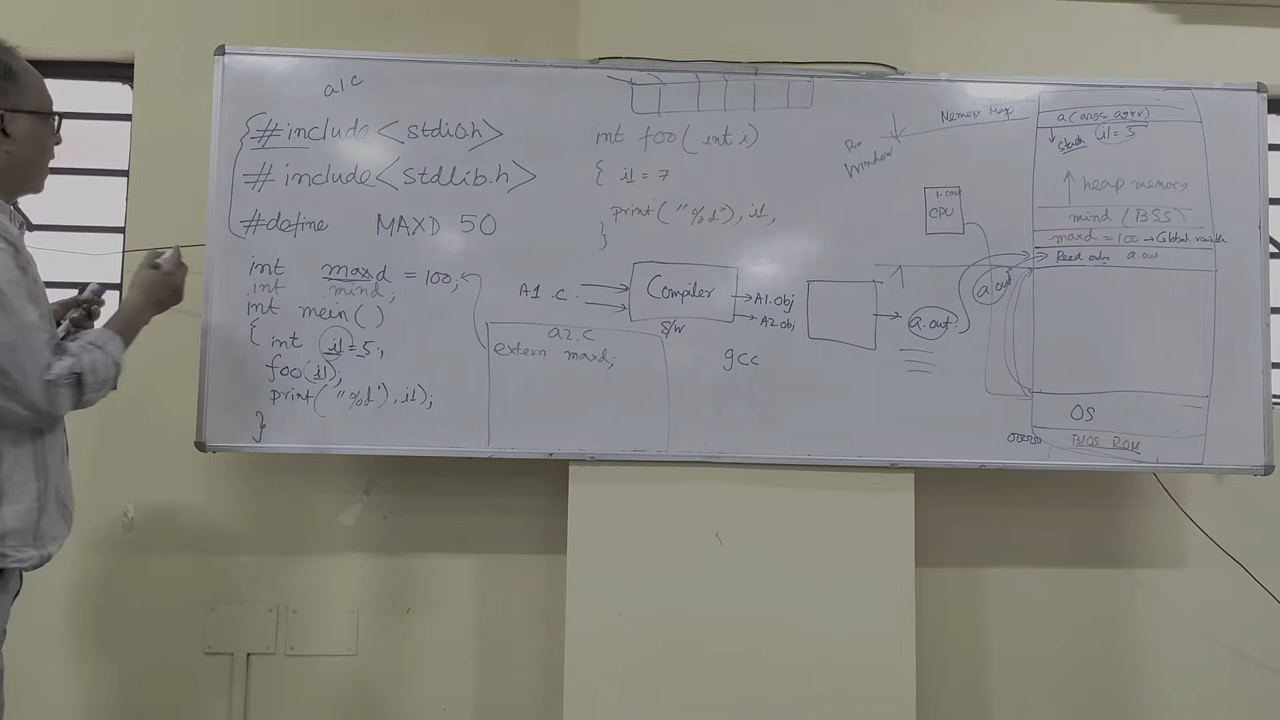 a1.c
#include <stdio.h>
# include <stdlib.h>
#define MAXD 50
int maxd = 100;
int mind;
int mein()
{ int i1=5;
foo(i1);
print("%d"), i1);
}
int foo(int i)
{ i1 = 7
print("%d"), i1;
}
A1.c
Compiler
S/W
A1.obj
A2.obj
gcc
a2.c
extern maxd;
a.out
Memory Map
Window
1-core
CPU
a.out
a(argc argv)
stack i1=5
heap memory
mind (BSS)
maxd = 100 → Global variable
Read only a.out
OS
BIOS ROM